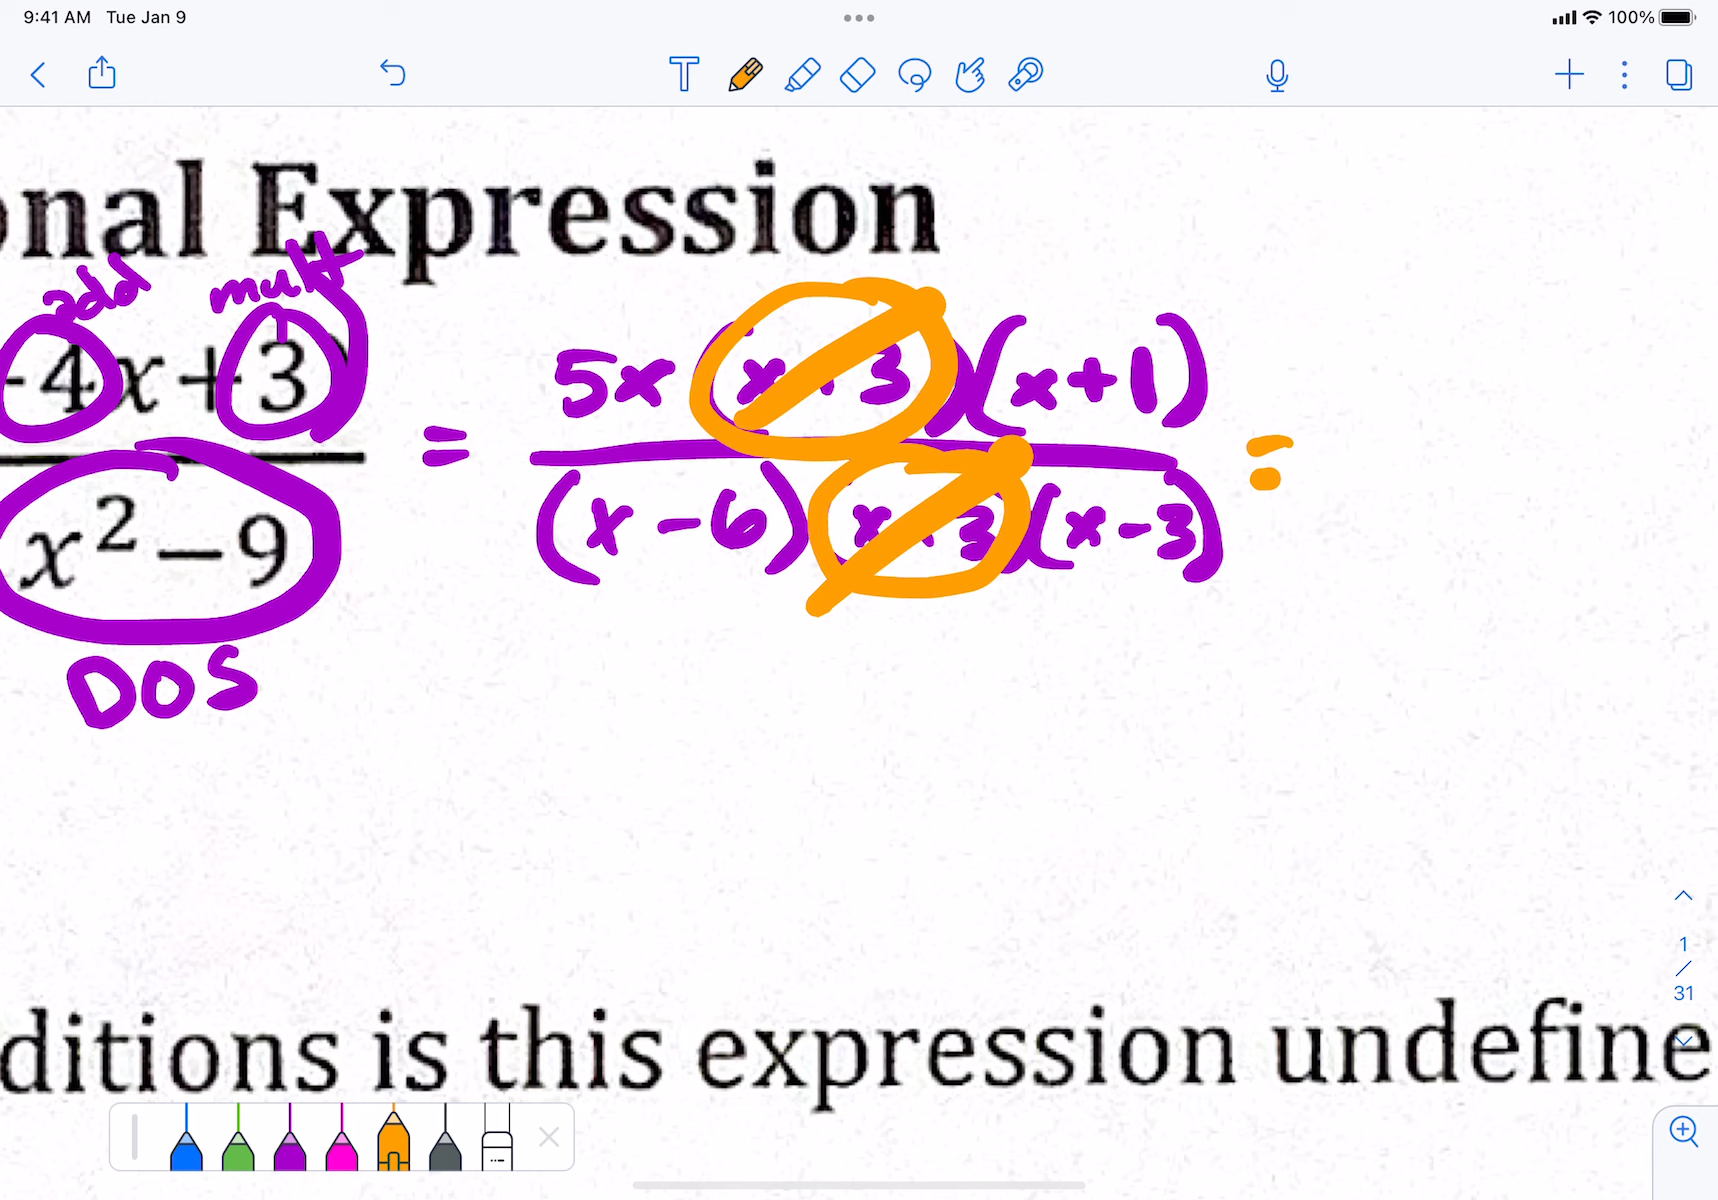 9:41 AM Tue Jan 9 100%
onal Expression
add mult
-4x+3)
x² − 9
DOS
= 5x (x+3)(x+1) =
(x-6)(x+3)(x-3)
1
/
31
ditions is this expression undefine